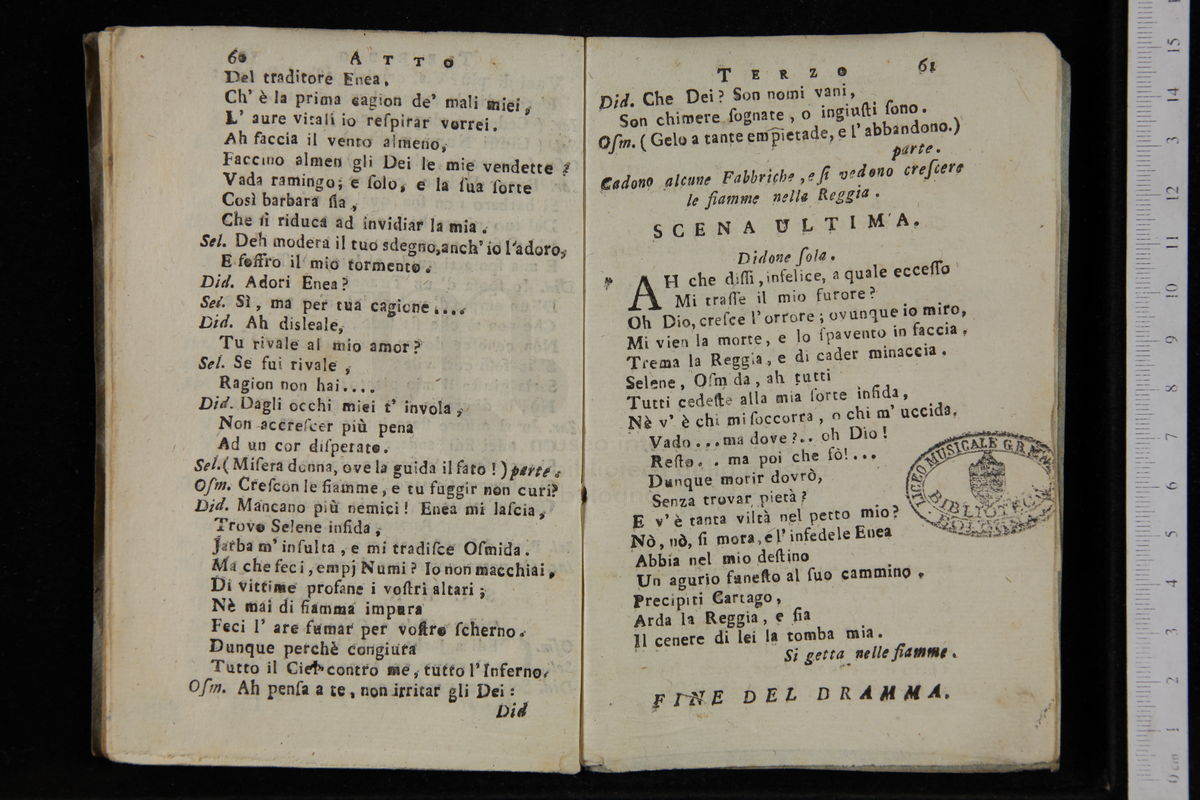 60 ATTO
Del traditore Enea.
Ch' è la prima cagion de' mali miei,
L' aure vitali io reſpirar vorrei.
Ah faccia il vento almeno,
Faccino almen gli Dei le mie vendette ?
Vada ramingo; e ſolo, e la ſua ſorte
Così barbara ſia,
Che ſi riduca ad invidiar la mia.
Sel. Deh modera il tuo sdegno, anch' io l'adoro,
E ſoffro il mio tormento.
Did. Adori Enea?
Sel. Sì, ma per tua cagione....
Did. Ah disleale,
Tu rivale al mio amor?
Sel. Se fui rivale,
Ragion non hai....
Did. Dagli occhi miei t' invola,
Non accreſcer più pena
Ad un cor diſperato.
Sel. (Miſera donna, ove la guida il fato!) parte.
Oſm. Creſcon le fiamme, e tu fuggir non curi?
Did. Mancano più nemici! Enea mi laſcia,
Trovo Selene infida,
Jarba m' inſulta, e mi tradiſce Oſmida.
Ma che feci, empj Numi? Io non macchiai,
Di vittime profane i voſtri altari;
Nè mai di fiamma impura
Feci l' are fumar per voſtro ſcherno.
Dunque perchè congiura
Tutto il Ciel contro me, tutto l'Inferno.
Oſm. Ah penſa a te, non irritar gli Dei:
Did
TERZO 61
Did. Che Dei? Son nomi vani,
Son chimere ſognate, o ingiuſti ſono.
Oſm. (Gelo a tante empietade, e l' abbandono.)
parte.
Cadono alcune Fabbriche, e ſi vedono creſcere
le fiamme nella Reggia.
SCENA ULTIMA.
Didone ſola.
AH che diſſi, infelice, a quale ecceſſo
Mi traſſe il mio furore?
Oh Dio, creſce l'orrore; ovunque io miro,
Mi vien la morte, e lo ſpavento in faccia.
Trema la Reggia, e di cader minaccia.
Selene, Oſm da, ah tutti
Tutti cedeſte alla mia ſorte infida,
Nè v' è chi mi ſoccorra, o chi m' uccida.
Vado...ma dove?.. oh Dio!
Reſto.. ma poi che fò!...
Dunque morir dovrò,
Senza trovar pietà?
E v' è tanta viltà nel petto mio?
Nò, nò, ſi mora, e l' infedele Enea
Abbia nel mio deſtino
Un agurio funeſto al ſuo cammino.
Precipiti Cartago,
Arda la Reggia, e ſia
Il cenere di lei la tomba mia.
Si getta nelle fiamme.
FINE DEL DRAMMA.
LICEO MUSICALE
BIBLIOTECA
BOLOGNA